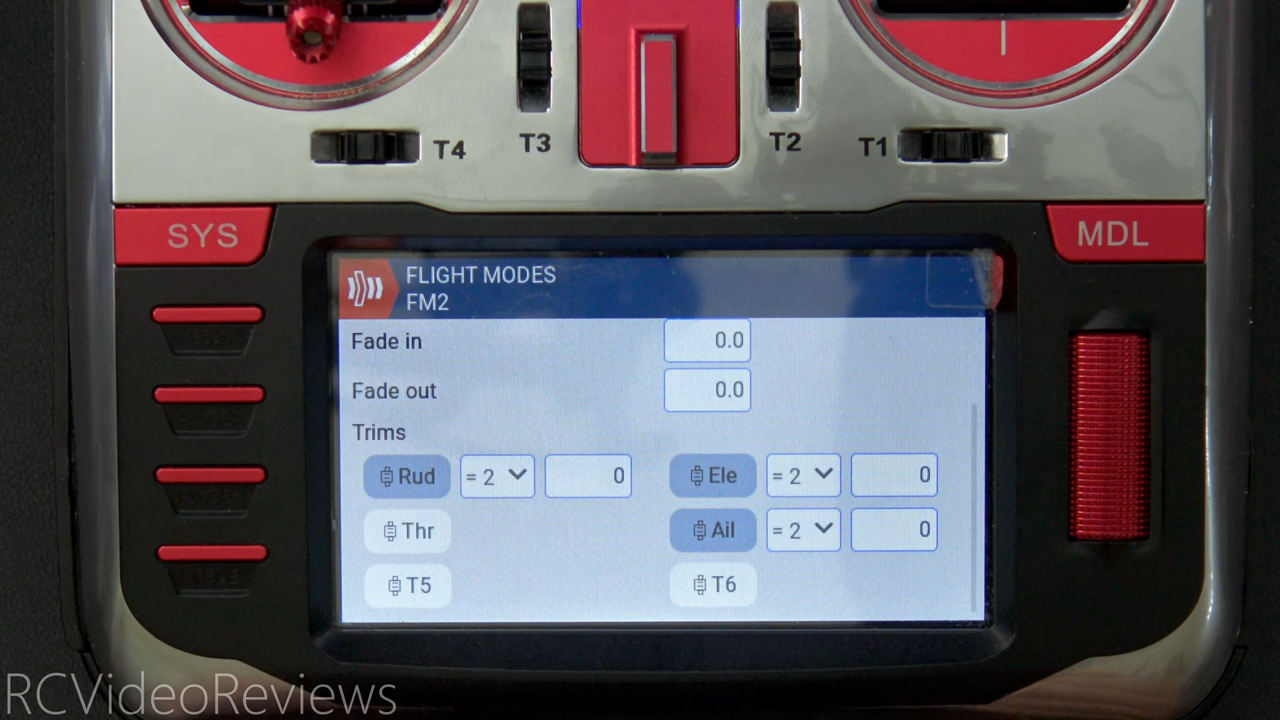 T4
T3
T2
T1
SYS
MDL
FLIGHT MODES
FM2
Fade in 0.0
Fade out 0.0
Trims
Rud = 2 0 Ele = 2 0
Thr Ail = 2 0
T5 T6
RCVideoReviews